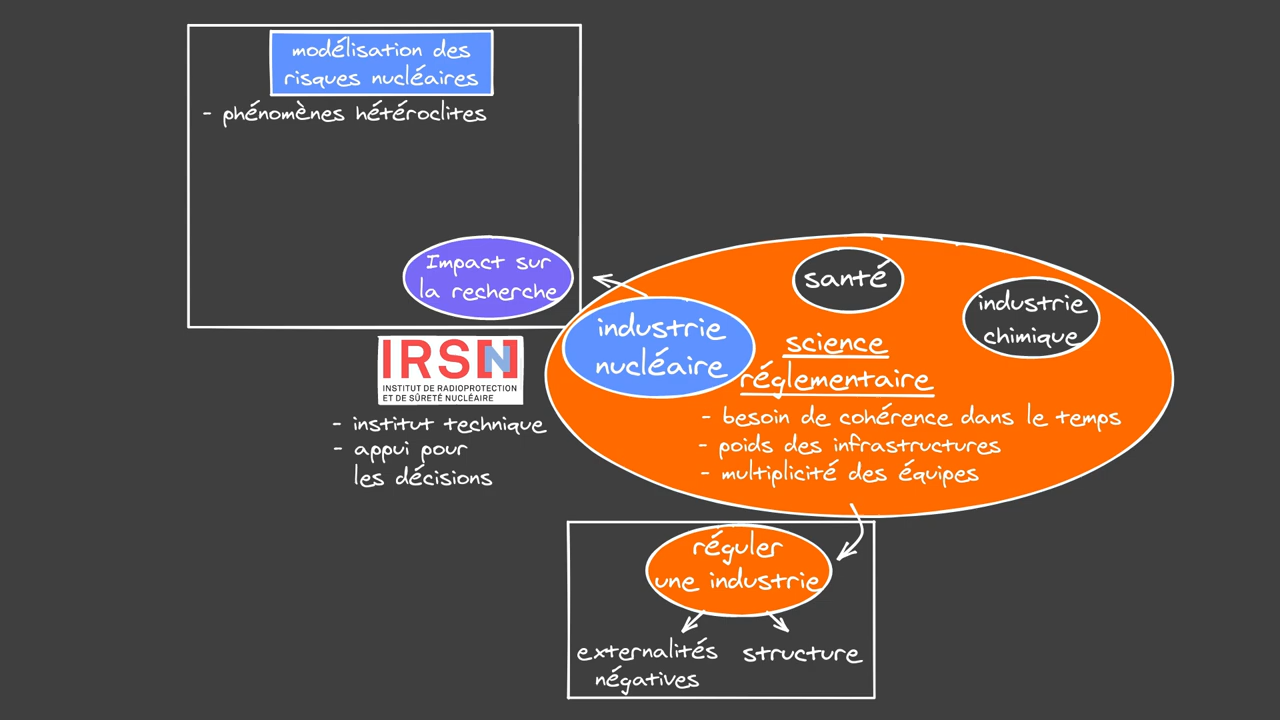 modélisation des
risques nucléaires
- phénomènes hétéroclites
Impact sur
la recherche
IRSN
INSTITUT DE RADIOPROTECTION
ET DE SÛRETÉ NUCLÉAIRE
- institut technique
- appui pour
les décisions
santé
industrie
chimique
industrie
nucléaire
science
réglementaire
- besoin de cohérence dans le temps
- poids des infrastructures
- multiplicité des équipes
réguler
une industrie
externalités
négatives
structure